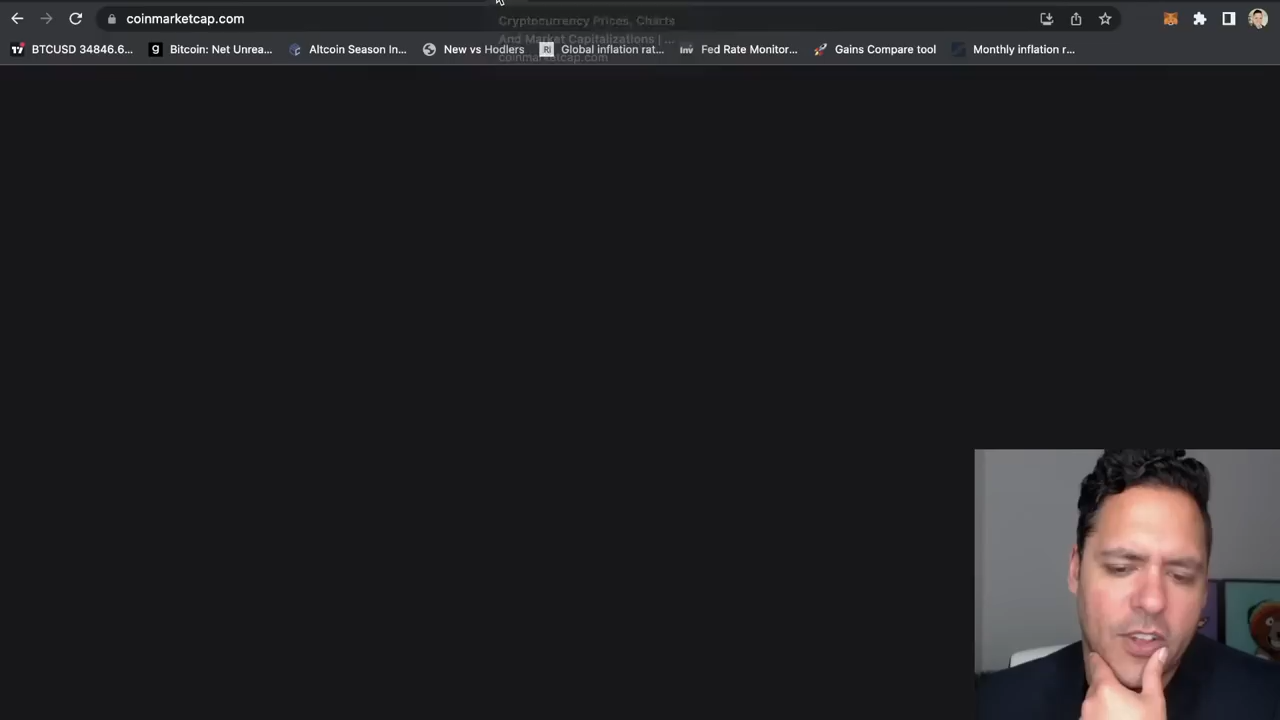 coinmarketcap.com
Cryptocurrency Prices, Charts
And Market Capitalizations | ...
coinmarketcap.com
BTCUSD 34846.6...
Bitcoin: Net Unrea...
Altcoin Season In...
New vs Hodlers
Global inflation rat...
Fed Rate Monitor...
Gains Compare tool
Monthly inflation r...